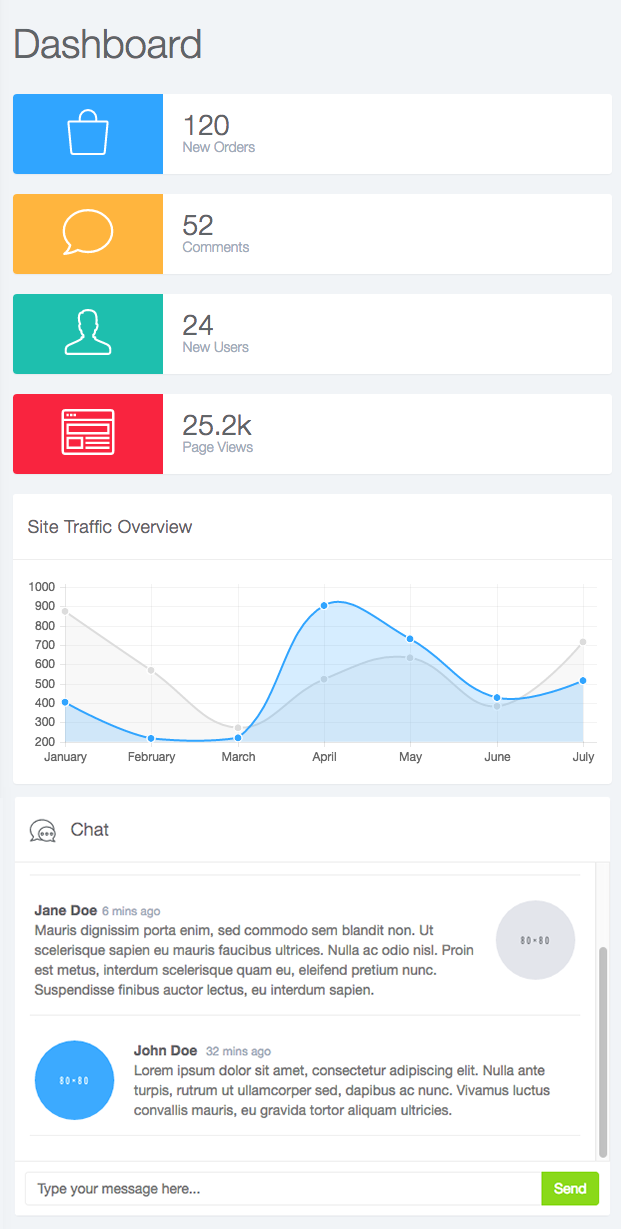 Dashboard
120
New Orders
52
Comments
24
New Users
25.2k
Page Views
Site Traffic Overview
1000
900
800
700
600
500
400
300
200
January February March April May June July
Chat
Jane Doe 6 mins ago
Mauris dignissim porta enim, sed commodo sem blandit non. Ut
scelerisque sapien eu mauris faucibus ultrices. Nulla ac odio nisl. Proin
est metus, interdum scelerisque quam eu, eleifend pretium nunc.
Suspendisse finibus auctor lectus, eu interdum sapien.
80×80
80×80
John Doe 32 mins ago
Lorem ipsum dolor sit amet, consectetur adipiscing elit. Nulla ante
turpis, rutrum ut ullamcorper sed, dapibus ac nunc. Vivamus luctus
convallis mauris, eu gravida tortor aliquam ultricies.
Type your message here... Send